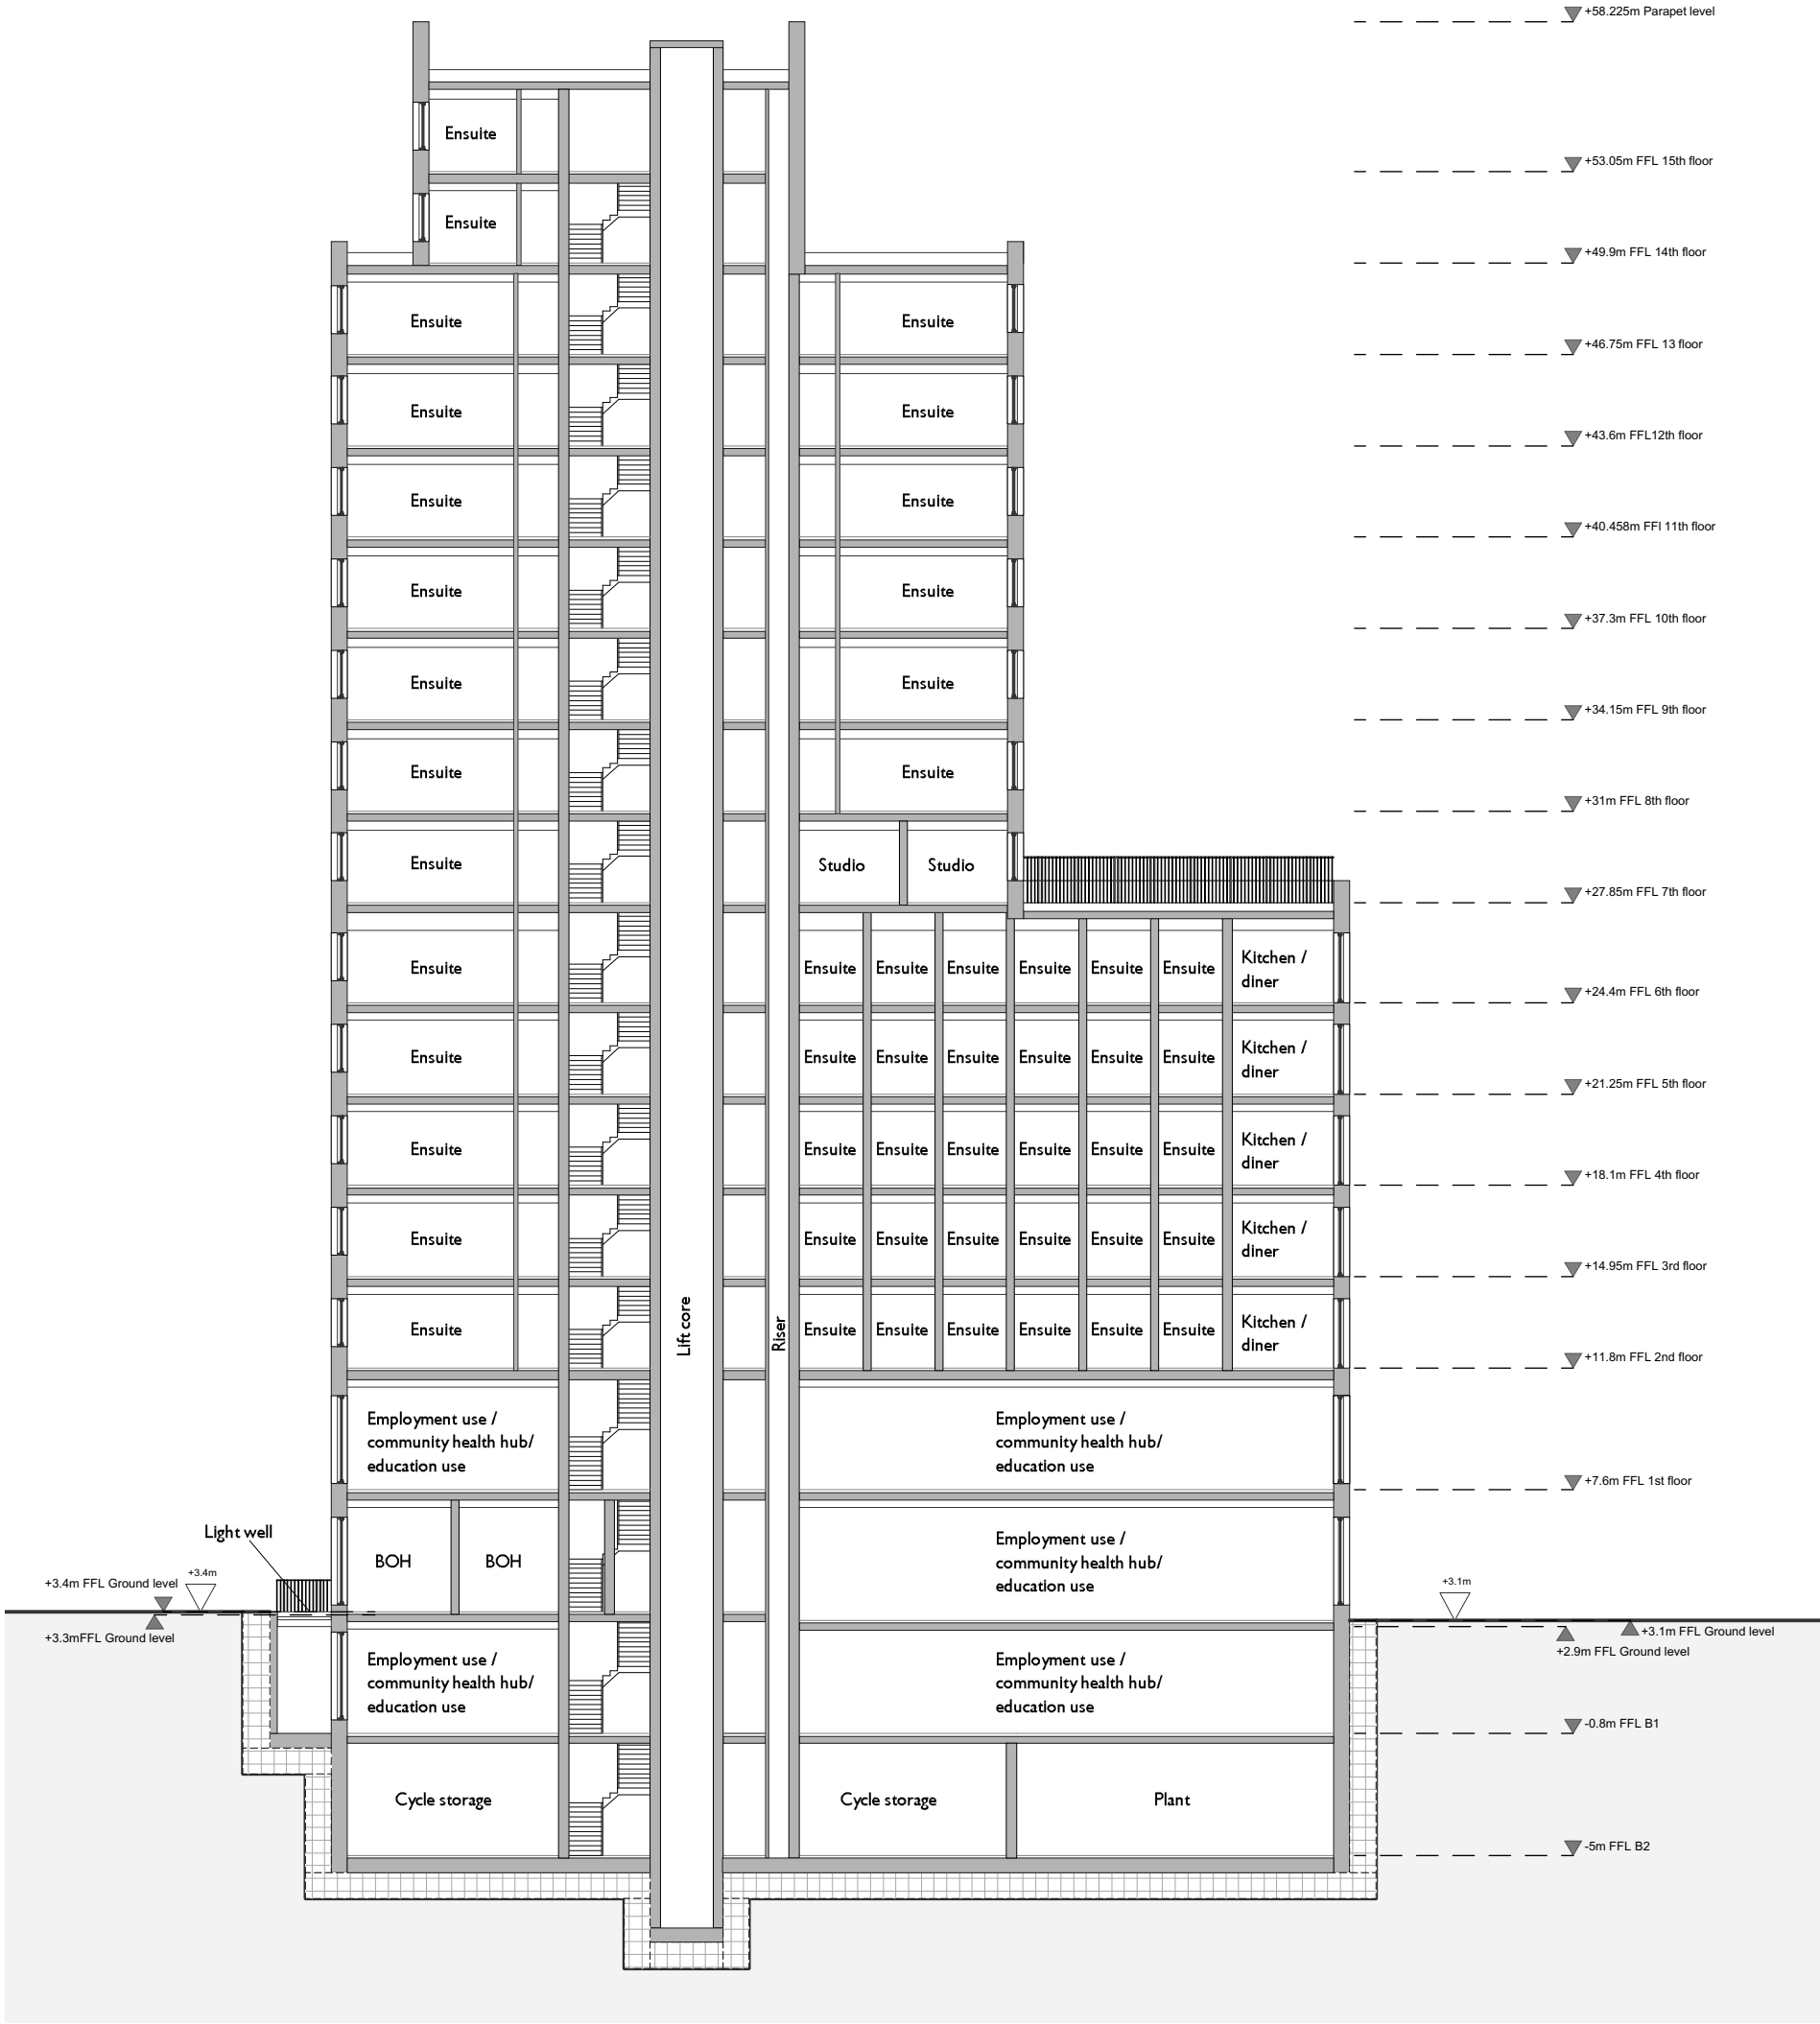 +58.225m Parapet level
Ensuite
+53.05m FFL 15th floor
Ensuite
+49.9m FFL 14th floor
Ensuite Ensuite
+46.75m FFL 13 floor
Ensuite Ensuite
+43.6m FFL12th floor
Ensuite Ensuite
+40.458m FFl 11th floor
Ensuite Ensuite
+37.3m FFL 10th floor
Ensuite Ensuite
+34.15m FFL 9th floor
Ensuite Ensuite
+31m FFL 8th floor
Ensuite Studio Studio
+27.85m FFL 7th floor
Ensuite Ensuite Ensuite Ensuite Ensuite Ensuite Ensuite Kitchen /
diner
+24.4m FFL 6th floor
Ensuite Ensuite Ensuite Ensuite Ensuite Ensuite Ensuite Kitchen /
diner
+21.25m FFL 5th floor
Ensuite Ensuite Ensuite Ensuite Ensuite Ensuite Ensuite Kitchen /
diner
+18.1m FFL 4th floor
Ensuite Ensuite Ensuite Ensuite Ensuite Ensuite Ensuite Kitchen /
diner
+14.95m FFL 3rd floor
Ensuite Ensuite Ensuite Ensuite Ensuite Ensuite Ensuite Kitchen /
diner
Lift core
Riser
+11.8m FFL 2nd floor
Employment use /
community health hub/
education use
Employment use /
community health hub/
education use
+7.6m FFL 1st floor
Light well
BOH BOH
Employment use /
community health hub/
education use
+3.4m FFL Ground level
+3.4m
+3.1m
+3.3mFFL Ground level
+3.1m FFL Ground level
+2.9m FFL Ground level
Employment use /
community health hub/
education use
Employment use /
community health hub/
education use
-0.8m FFL B1
Cycle storage Cycle storage Plant
-5m FFL B2